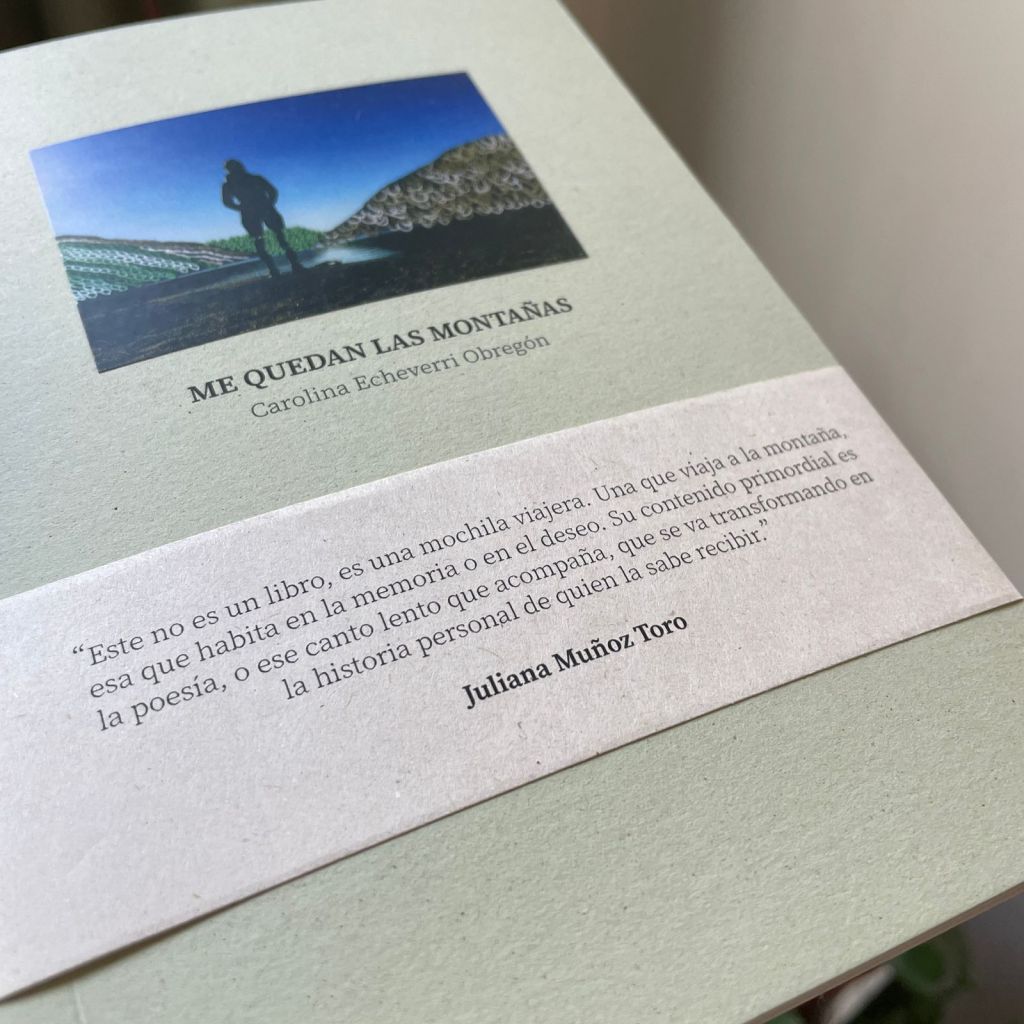 ME QUEDAN LAS MONTAÑAS
Carolina Echeverri Obregón
“Este no es un libro, es una mochila viajera. Una que viaja a la montaña,
esa que habita en la memoria o en el deseo. Su contenido primordial es
la poesía, o ese canto lento que acompaña, que se va transformando en
la historia personal de quien la sabe recibir.”
Juliana Muñoz Toro